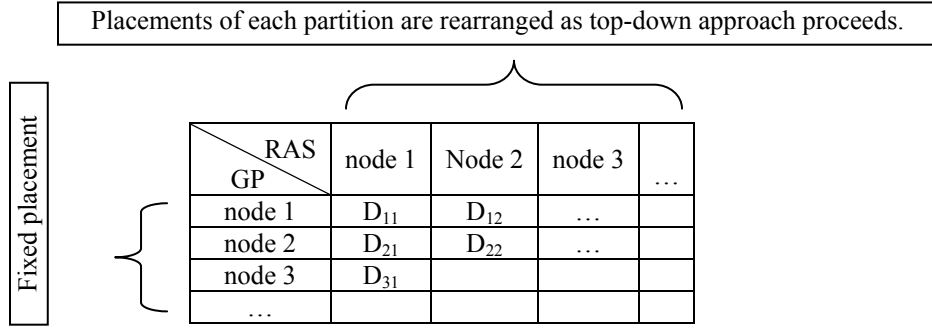 Placements of each partition are rearranged as top-down approach proceeds.
Fixed placement
RAS
GP
node 1 Node 2 node 3 …
node 1 D₁₁ D₁₂ …
node 2 D₂₁ D₂₂ …
node 3 D₃₁
…